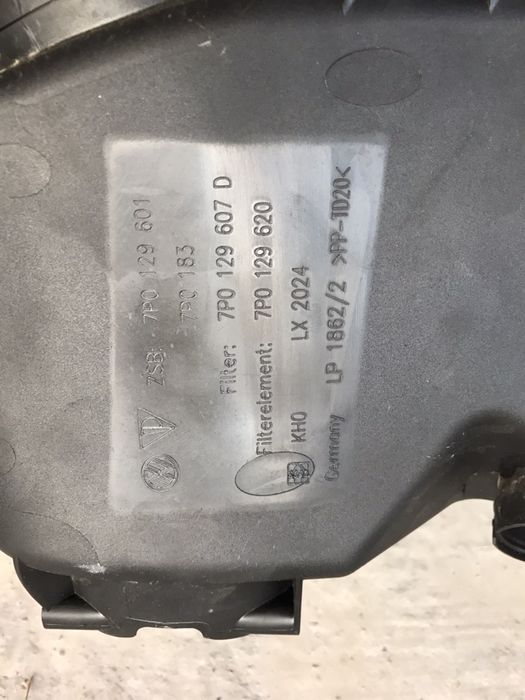 ZSB: 7P0 129 601
7P0 183
Filter: 7P0 129 607 D
Filterelement: 7P0 129 620
KHO LX 2024
Germany LP 1862/2 >PP-TD20<